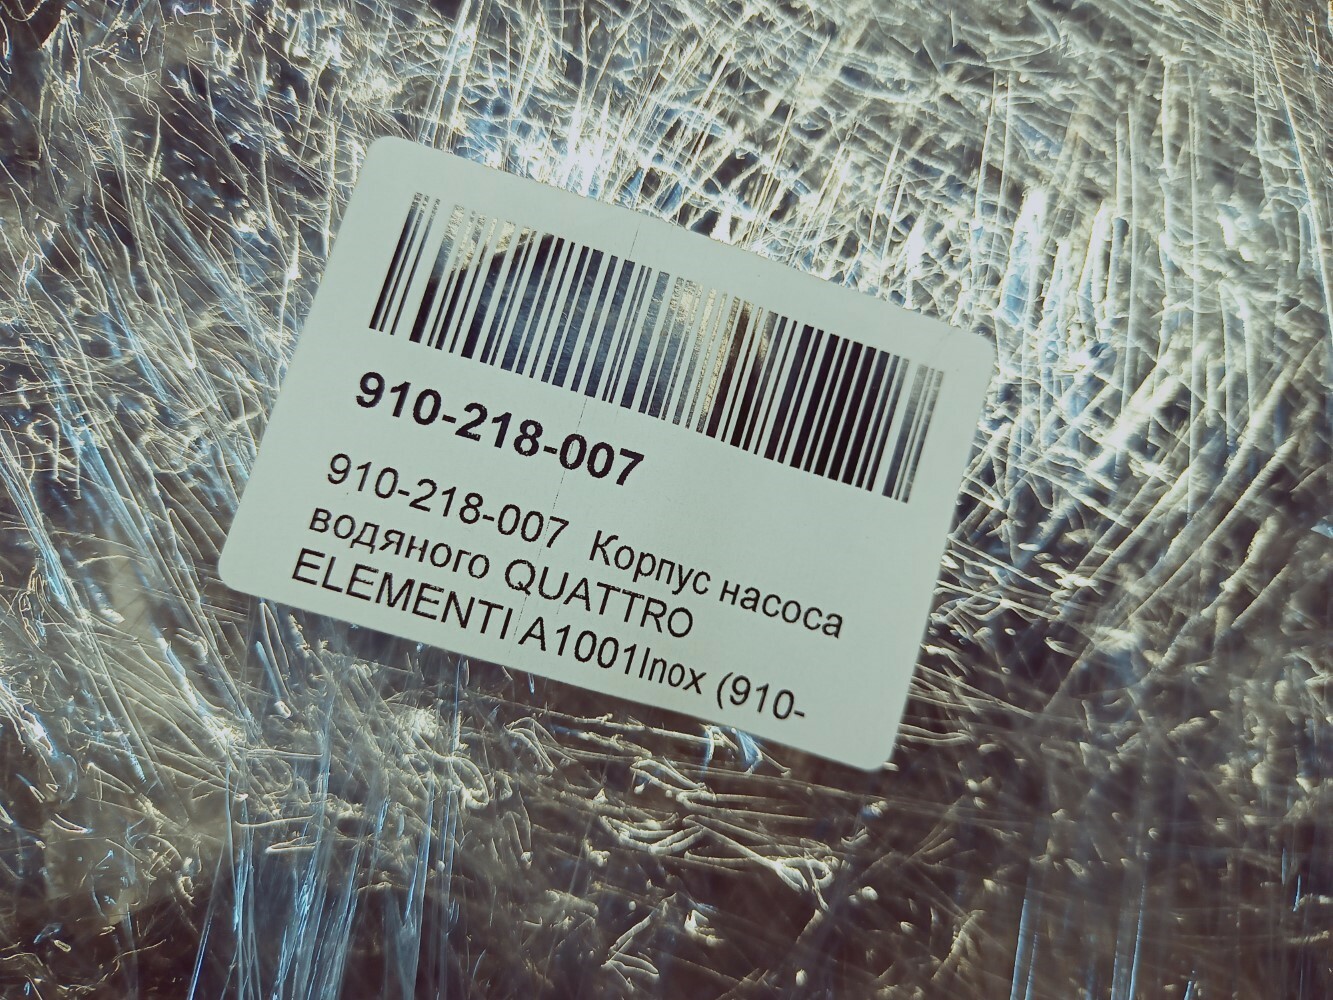 910-218-007
910-218-007 Корпус насоса
водяного QUATTRO
ELEMENTI A1001Inox (910-